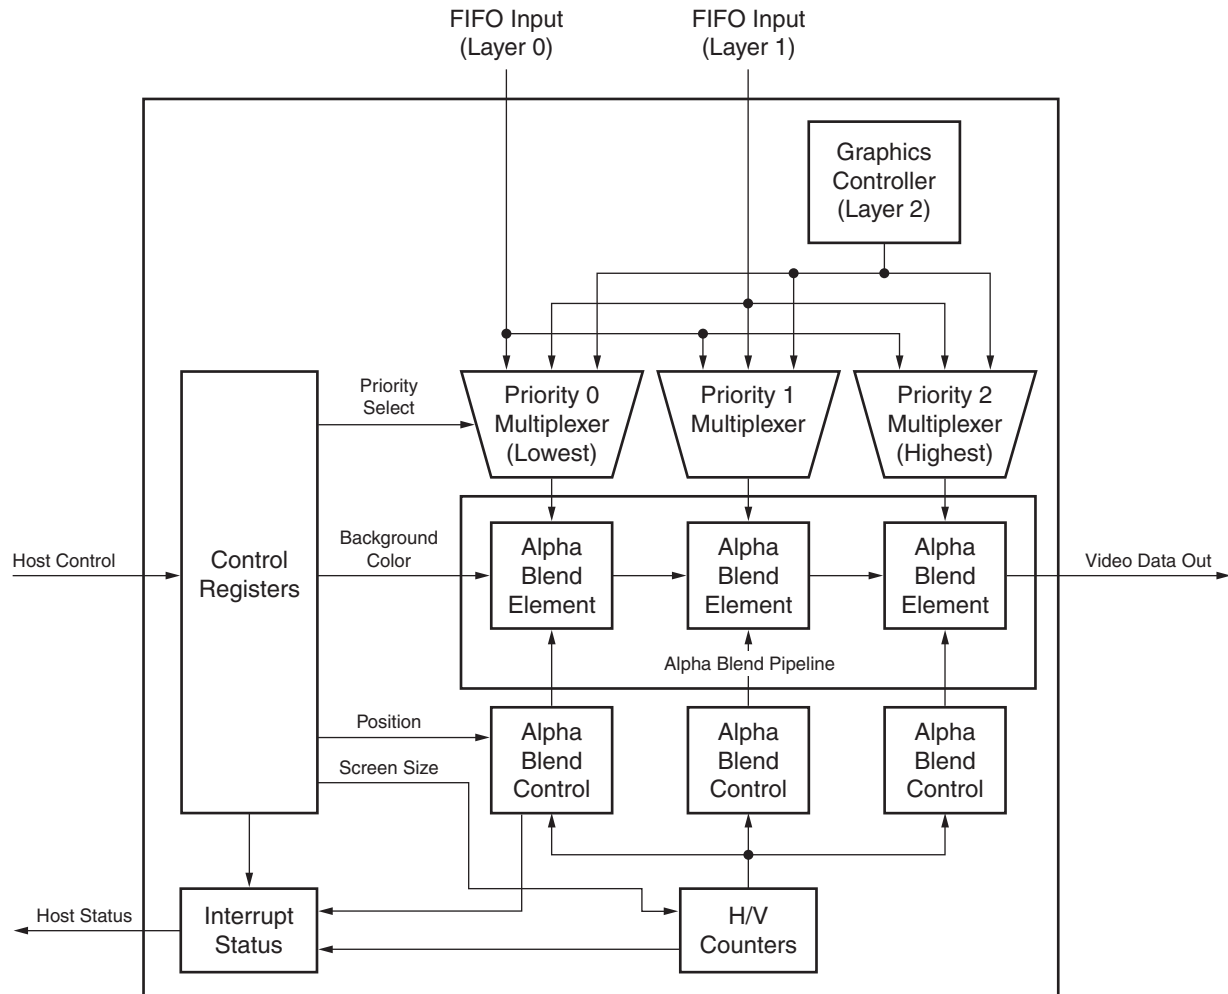 FIFO Input
(Layer 0)
FIFO Input
(Layer 1)
Graphics
Controller
(Layer 2)
Priority
Select
Priority 0
Multiplexer
(Lowest)
Priority 1
Multiplexer
Priority 2
Multiplexer
(Highest)
Host Control
Control
Registers
Background
Color
Alpha
Blend
Element
Alpha
Blend
Element
Alpha
Blend
Element
Video Data Out
Alpha Blend Pipeline
Position
Screen Size
Alpha
Blend
Control
Alpha
Blend
Control
Alpha
Blend
Control
Host Status
Interrupt
Status
H/V
Counters